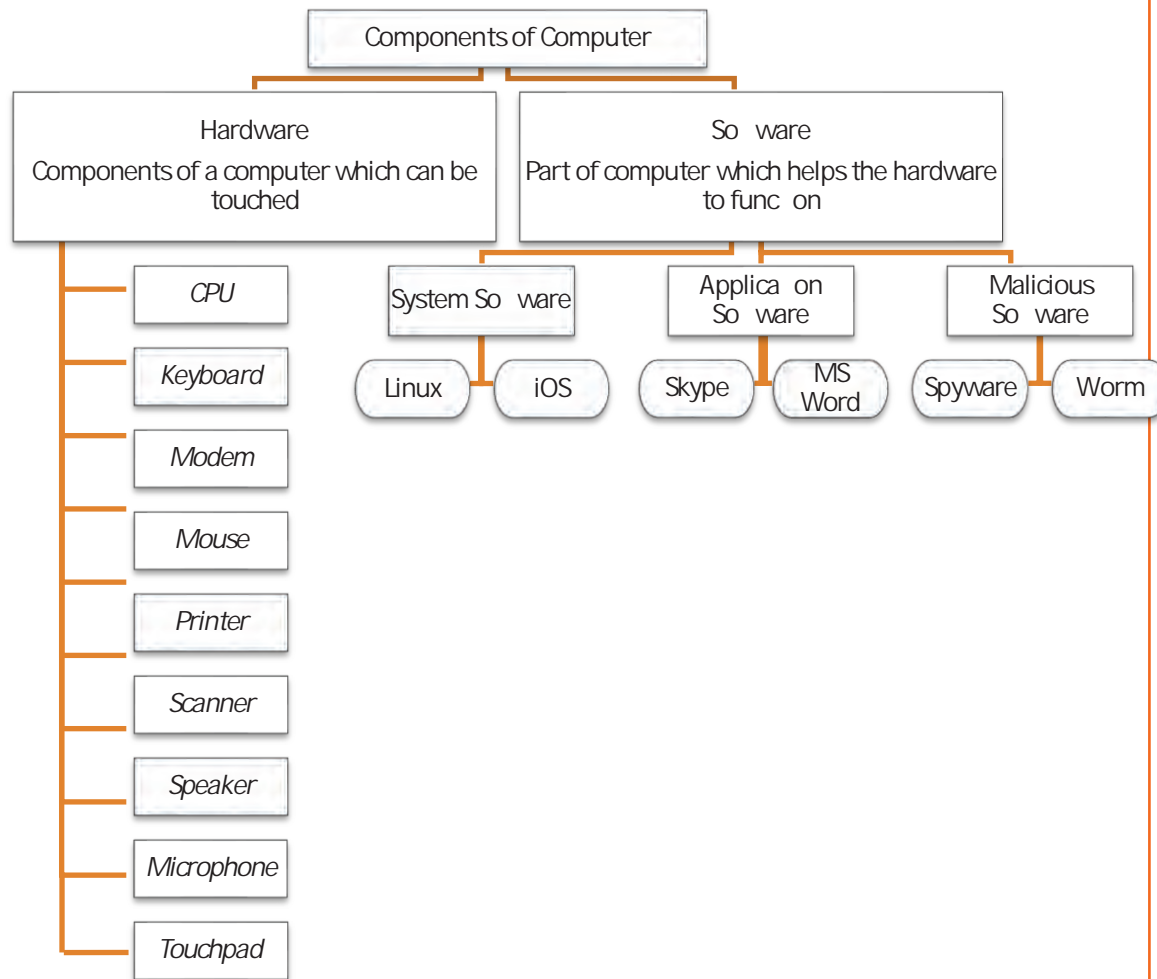 Components of Computer
Hardware
Components of a computer which can be
touched
So ware
Part of computer which helps the hardware
to func on
CPU
Keyboard
Modem
Mouse
Printer
Scanner
Speaker
Microphone
Touchpad
System So ware
Linux
iOS
Applica on
So ware
Skype
MS
Word
Malicious
So ware
Spyware
Worm